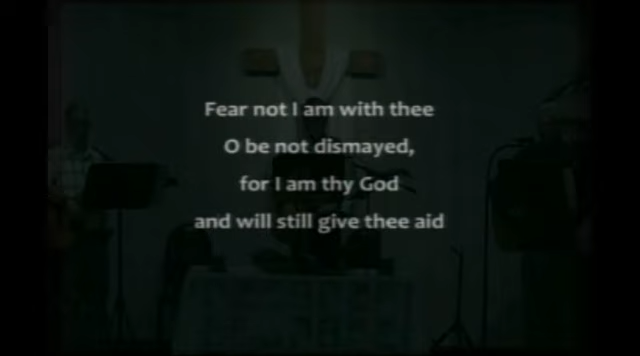 Fear not I am with thee
O be not dismayed,
for I am thy God
and will still give thee aid